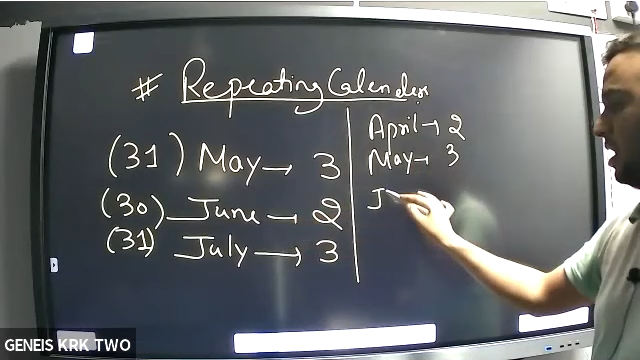 # Repeating Calender
(31) May → 3
(30) June → 2
(31) July → 3
April → 2
May → 3
J
GENEIS KRK TWO